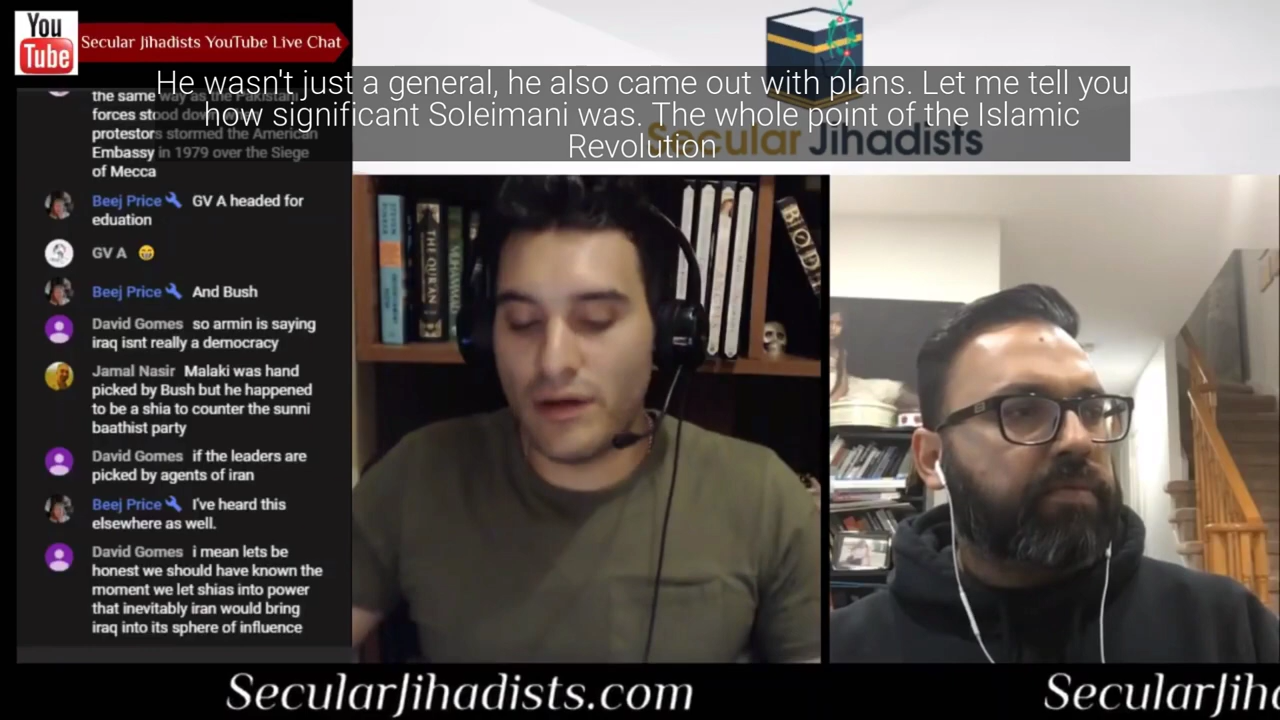 You
Tube
Secular Jihadists YouTube Live Chat
He wasn't just a general, he also came out with plans. Let me tell you
how significant Soleimani was. The whole point of the Islamic
Revolution
Secular Jihadists
the same way as the Pakistani
forces stood down
protestors stormed the American
Embassy in 1979 over the Siege
of Mecca
Beej Price GV A headed for
eduation
GV A 😁
Beej Price And Bush
David Gomes so armin is saying
iraq isnt really a democracy
Jamal Nasir Malaki was hand
picked by Bush but he happened
to be a shia to counter the sunni
baathist party
David Gomes if the leaders are
picked by agents of iran
Beej Price I've heard this
elsewhere as well.
David Gomes i mean lets be
honest we should have known the
moment we let shias into power
that inevitably iran would bring
iraq into its sphere of influence
THE QURAN
SecularJihadists.com
SecularJih